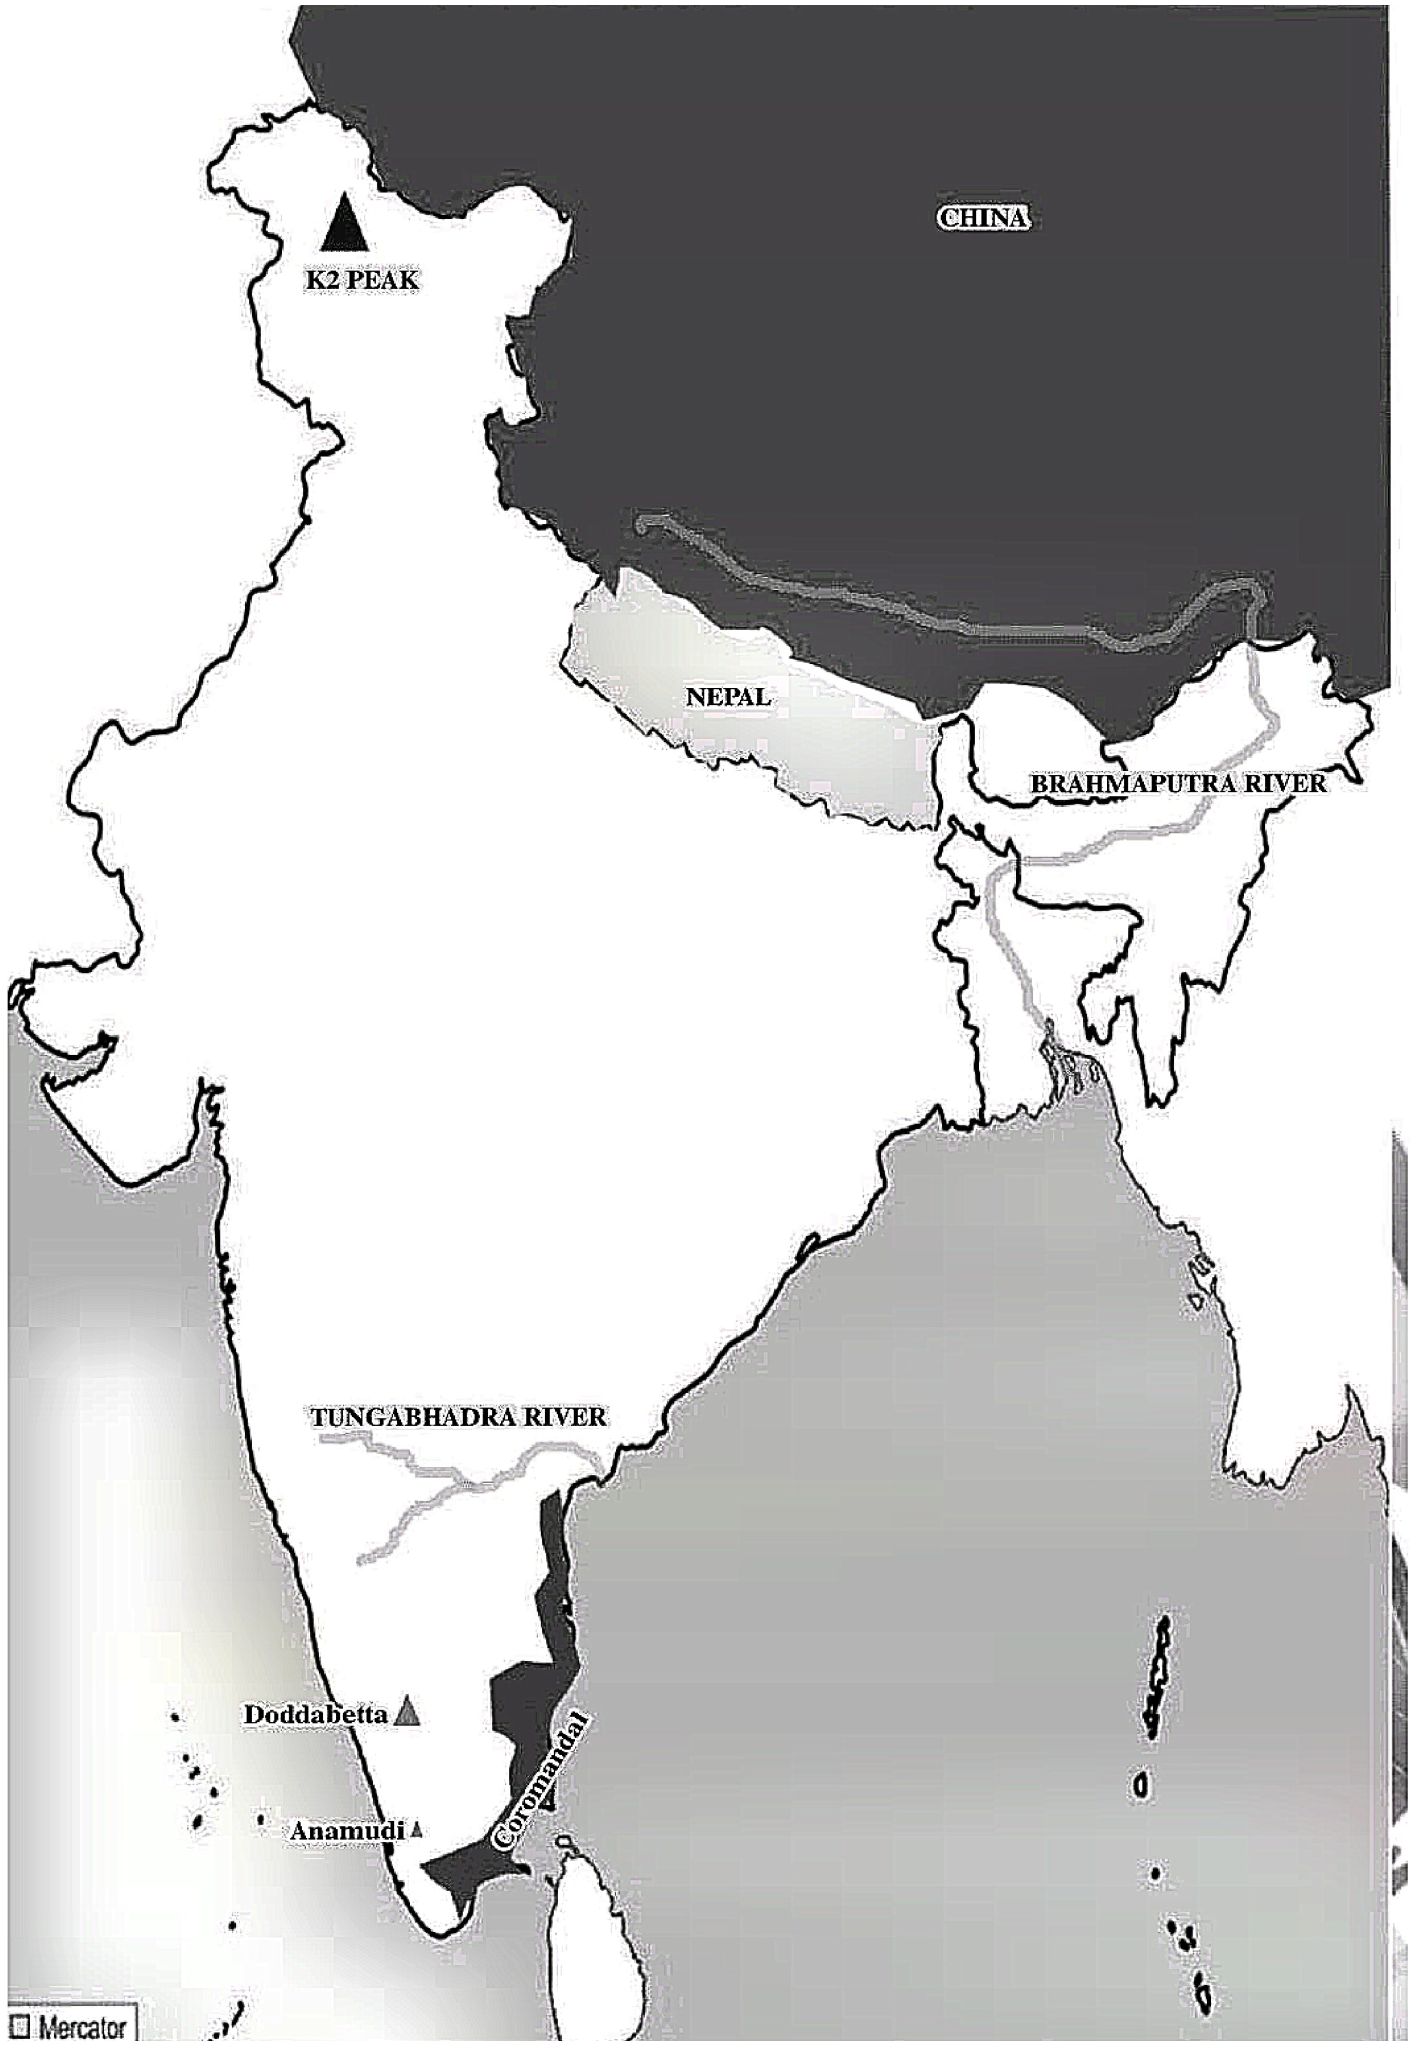 CHINA
K2 PEAK
NEPAL
BRAHMAPUTRA RIVER
TUNGABHADRA RIVER
Doddabetta
Coromandal
Anamudi
Mercator